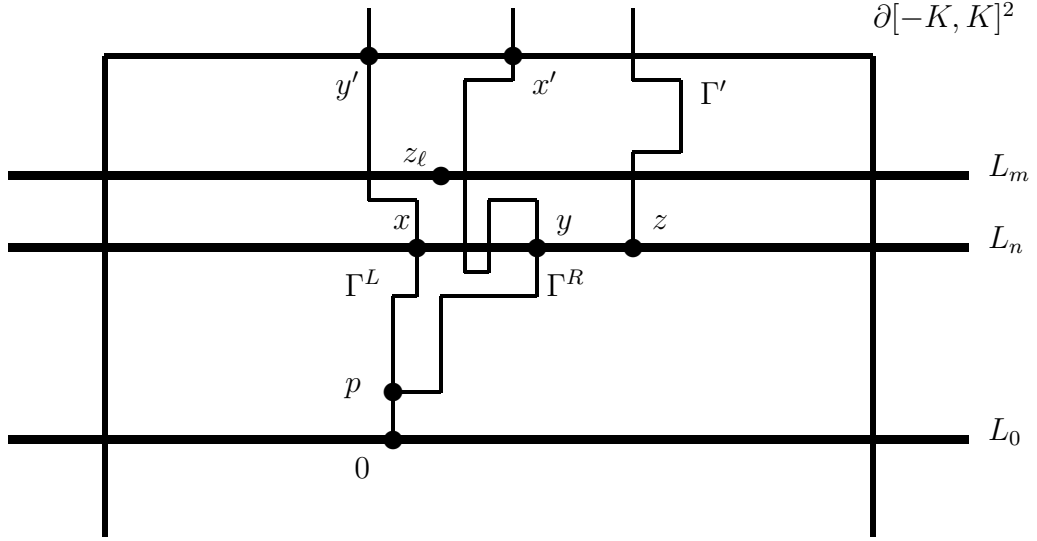 ∂[−K, K]²
y′
x′
Γ′
z_ℓ
L_m
x
y
z
L_n
Γ^L
Γ^R
p
L_0
0